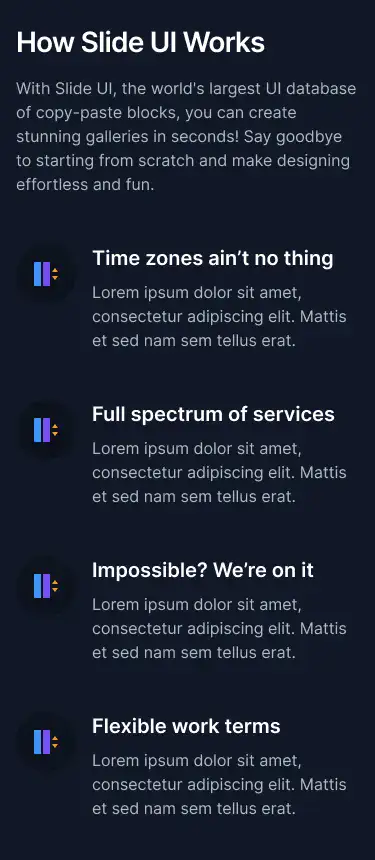 How Slide UI Works
With Slide UI, the world's largest UI database
of copy-paste blocks, you can create
stunning galleries in seconds! Say goodbye
to starting from scratch and make designing
effortless and fun.
Time zones ain’t no thing
Lorem ipsum dolor sit amet,
consectetur adipiscing elit. Mattis
et sed nam sem tellus erat.
Full spectrum of services
Lorem ipsum dolor sit amet,
consectetur adipiscing elit. Mattis
et sed nam sem tellus erat.
Impossible? We’re on it
Lorem ipsum dolor sit amet,
consectetur adipiscing elit. Mattis
et sed nam sem tellus erat.
Flexible work terms
Lorem ipsum dolor sit amet,
consectetur adipiscing elit. Mattis
et sed nam sem tellus erat.